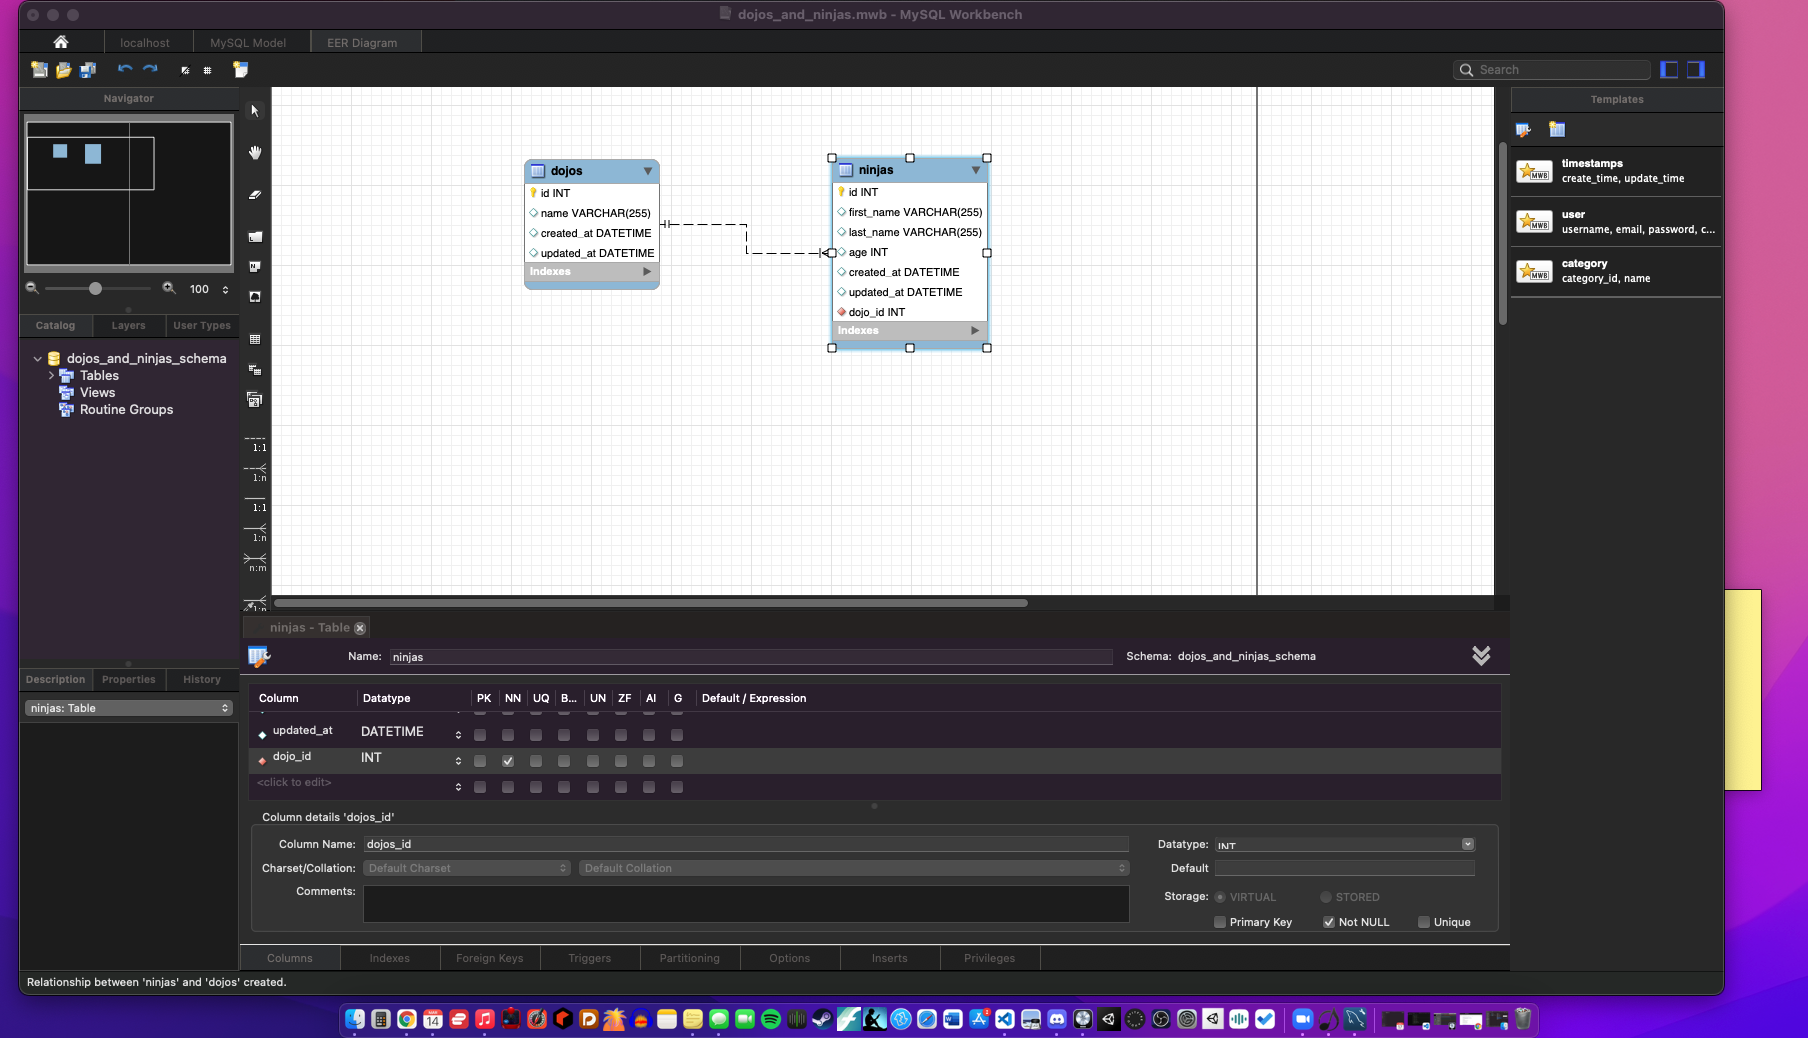 dojos_and_ninjas.mwb - MySQL Workbench
localhost
MySQL Model
EER Diagram
Search
Navigator
100
Catalog
Layers
User Types
dojos_and_ninjas_schema
Tables
Views
Routine Groups
Description
Properties
History
ninjas: Table
1:1
1:n
1:1
1:n
n:m
1:n
dojos
id INT
name VARCHAR(255)
created_at DATETIME
updated_at DATETIME
Indexes
ninjas
id INT
first_name VARCHAR(255)
last_name VARCHAR(255)
age INT
created_at DATETIME
updated_at DATETIME
dojo_id INT
Indexes
Templates
timestamps
create_time, update_time
user
username, email, password, c...
category
category_id, name
MWB
MWB
MWB
ninjas - Table
Name: ninjas
Schema: dojos_and_ninjas_schema
Column Datatype PK NN UQ B... UN ZF AI G Default / Expression
updated_at DATETIME
dojo_id INT
<click to edit>
Column details 'dojos_id'
Column Name: dojos_id
Datatype: INT
Charset/Collation: Default Charset Default Collation
Default
Comments:
Storage: VIRTUAL STORED
Primary Key Not NULL Unique
Columns Indexes Foreign Keys Triggers Partitioning Options Inserts Privileges
Relationship between 'ninjas' and 'dojos' created.
14